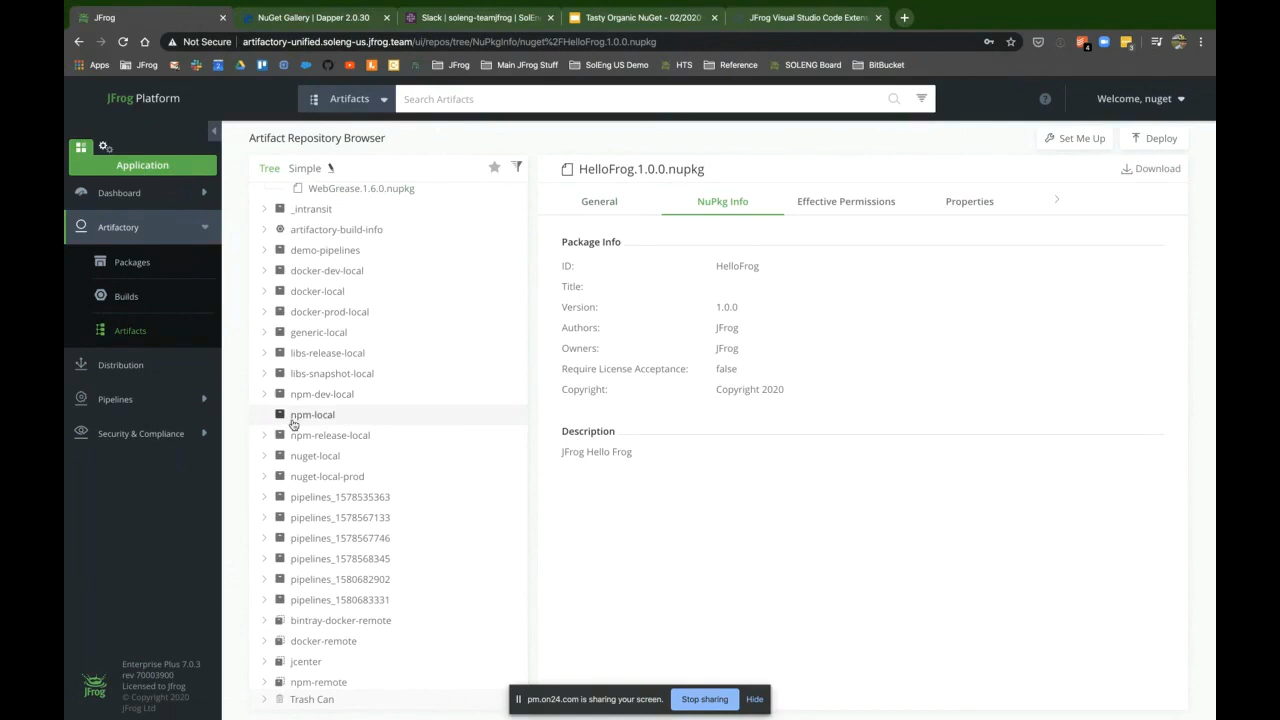 JFrog
NuGet Gallery | Dapper 2.0.30
Slack | soleng-team|frog | SolEn
Tasty Organic NuGet - 02/2020
JFrog Visual Studio Code Exten
Not Secure | artifactory-unified.soleng-us.jfrog.team/ui/repos/tree/NuPkgInfo/nuget%2FHelloFrog.1.0.0.nupkg
Apps JFrog JFrog Main JFrog Stuff SolEng US Demo HTS Reference SOLENG Board BitBucket
JFrog Platform
Artifacts
Search Artifacts
Welcome, nuget
Application
Dashboard
Artifactory
Packages
Builds
Artifacts
Distribution
Pipelines
Security & Compliance
Enterprise Plus 7.0.3
rev 70003900
Licensed to Jfrog
© Copyright 2020
JFrog Ltd
JFrog
Artifact Repository Browser
Set Me Up
Deploy
Tree Simple
WebGrease.1.6.0.nupkg
_intransit
artifactory-build-info
demo-pipelines
docker-dev-local
docker-local
docker-prod-local
generic-local
libs-release-local
libs-snapshot-local
npm-dev-local
npm-local
npm-release-local
nuget-local
nuget-local-prod
pipelines_1578535363
pipelines_1578567133
pipelines_1578567746
pipelines_1578568345
pipelines_1580682902
pipelines_1580683331
bintray-docker-remote
docker-remote
jcenter
npm-remote
Trash Can
HelloFrog.1.0.0.nupkg
Download
General NuPkg Info Effective Permissions Properties
Package Info
ID: HelloFrog
Title:
Version: 1.0.0
Authors: JFrog
Owners: JFrog
Require License Acceptance: false
Copyright: Copyright 2020
Description
JFrog Hello Frog
pm.on24.com is sharing your screen. Stop sharing Hide